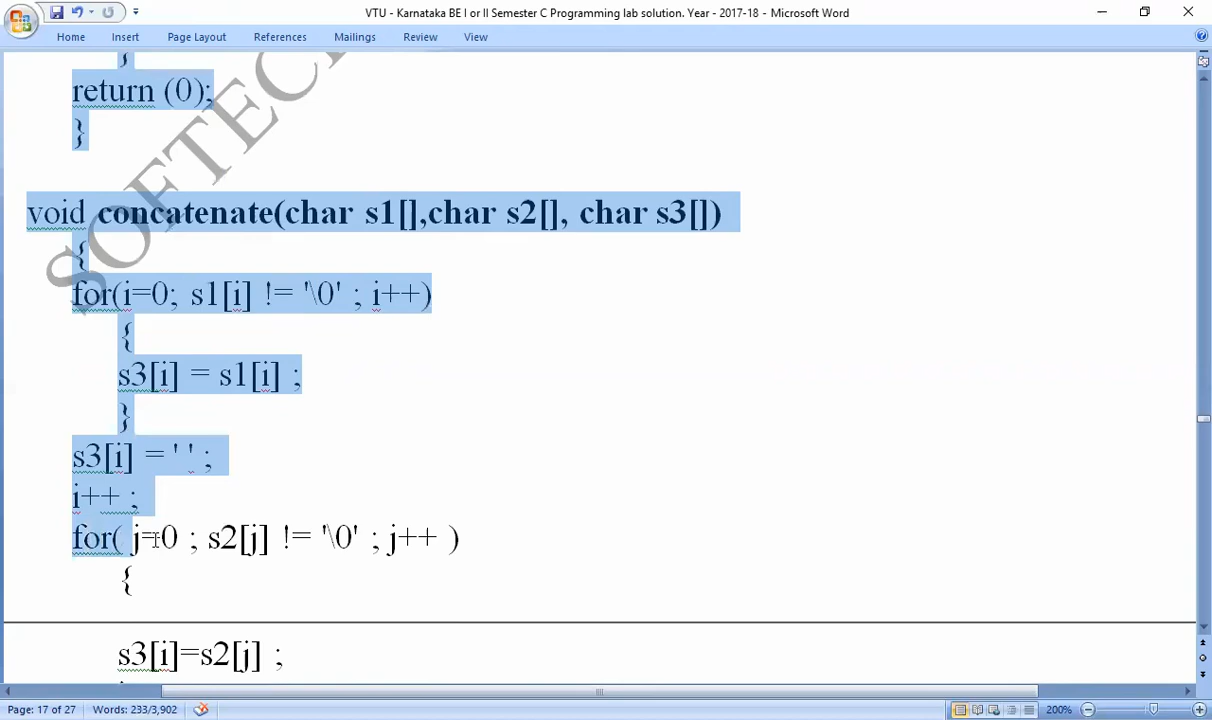 VTU - Karnataka BE I or II Semester C Programming lab solution. Year - 2017-18 - Microsoft Word
Home Insert Page Layout References Mailings Review View
}
return (0);
}
SOFTEC
void concatenate(char s1[],char s2[], char s3[])
{
for(i=0; s1[i] != '\0' ; i++)
{
s3[i] = s1[i] ;
}
s3[i] = ' ' ;
i++ ;
for( j=0 ; s2[j] != '\0' ; j++ )
{
s3[i]=s2[j] ;
Page: 17 of 27 Words: 233/3,902 200%